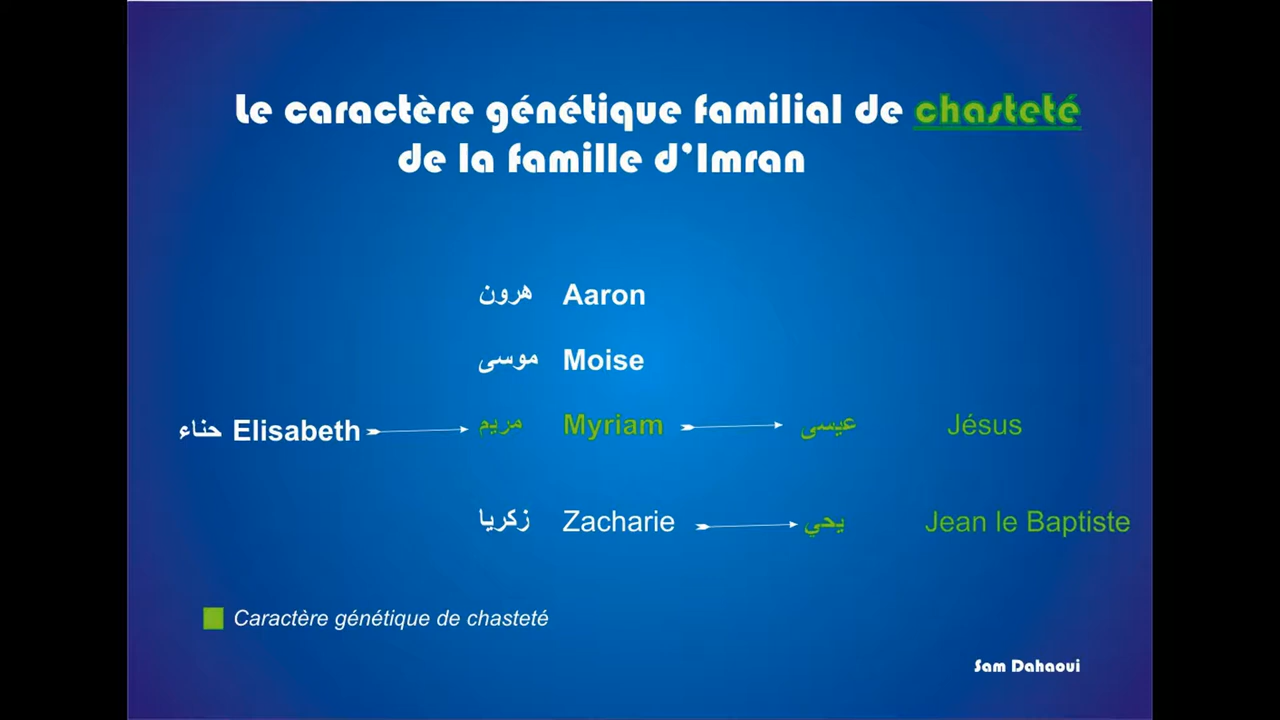 Le caractère génétique familial de chasteté
de la famille d'Imran
هرون Aaron
موسى Moise
حناء Elisabeth مريم Myriam عيسى Jésus
زكريا Zacharie يحي Jean le Baptiste
Caractère génétique de chasteté
Sam Dahaoui